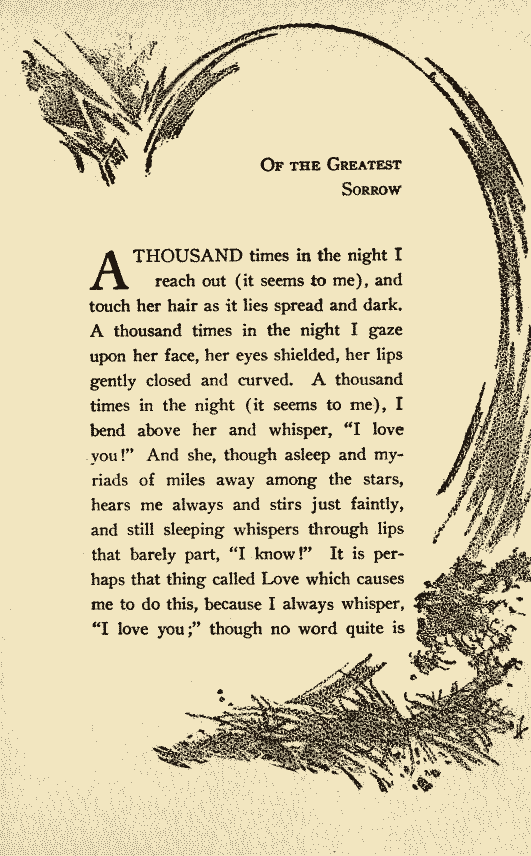 Of the Greatest
Sorrow
A THOUSAND times in the night I
reach out (it seems to me), and
touch her hair as it lies spread and dark.
A thousand times in the night I gaze
upon her face, her eyes shielded, her lips
gently closed and curved. A thousand
times in the night (it seems to me), I
bend above her and whisper, “I love
you!” And she, though asleep and my-
riads of miles away among the stars,
hears me always and stirs just faintly,
and still sleeping whispers through lips
that barely part, “I know!” It is per-
haps that thing called Love which causes
me to do this, because I always whisper,
“I love you;” though no word quite is